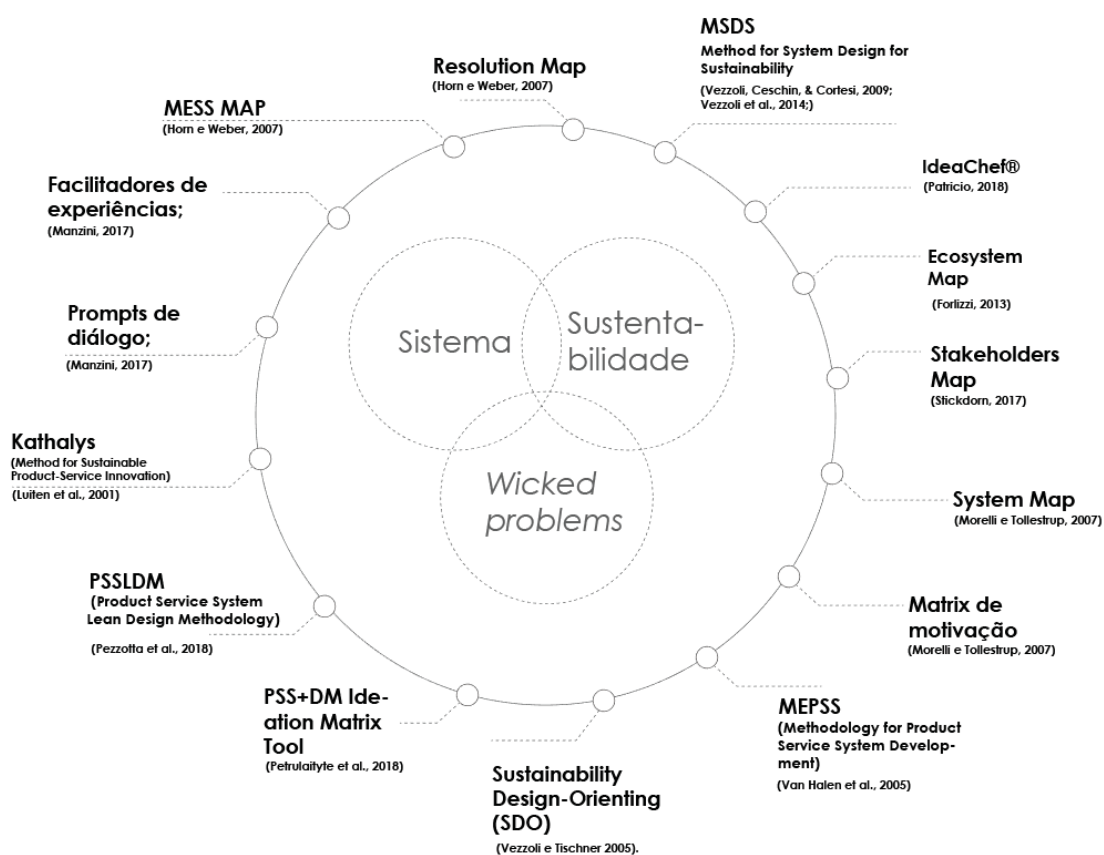 MSDS
Method for System Design for
Sustainability
(Vezzoli, Ceschin, & Cortesi, 2009;
Vezzoli et al., 2014;)
Resolution Map
(Horn e Weber, 2007)
MESS MAP
(Horn e Weber, 2007)
IdeaChef®
(Patricio, 2018)
Facilitadores de
experiências;
(Manzini, 2017)
Ecosystem
Map
(Forlizzi, 2013)
Prompts de
diálogo;
(Manzini, 2017)
Sistema
Sustenta-
bilidade
Wicked
problems
Stakeholders
Map
(Stickdorn, 2017)
Kathalys
(Method for Sustainable
Product-Service Innovation)
(Luiten et al., 2001)
System Map
(Morelli e Tollestrup, 2007)
PSSLDM
(Product Service System
Lean Design Methodology)
(Pezzotta et al., 2018)
Matrix de
motivação
(Morelli e Tollestrup, 2007)
PSS+DM Ide-
ation Matrix
Tool
(Petrulaityte et al., 2018)
MEPSS
(Methodology for Product
Service System Develop-
ment)
(Van Halen et al., 2005)
Sustainability
Design-Orienting
(SDO)
(Vezzoli e Tischner 2005).